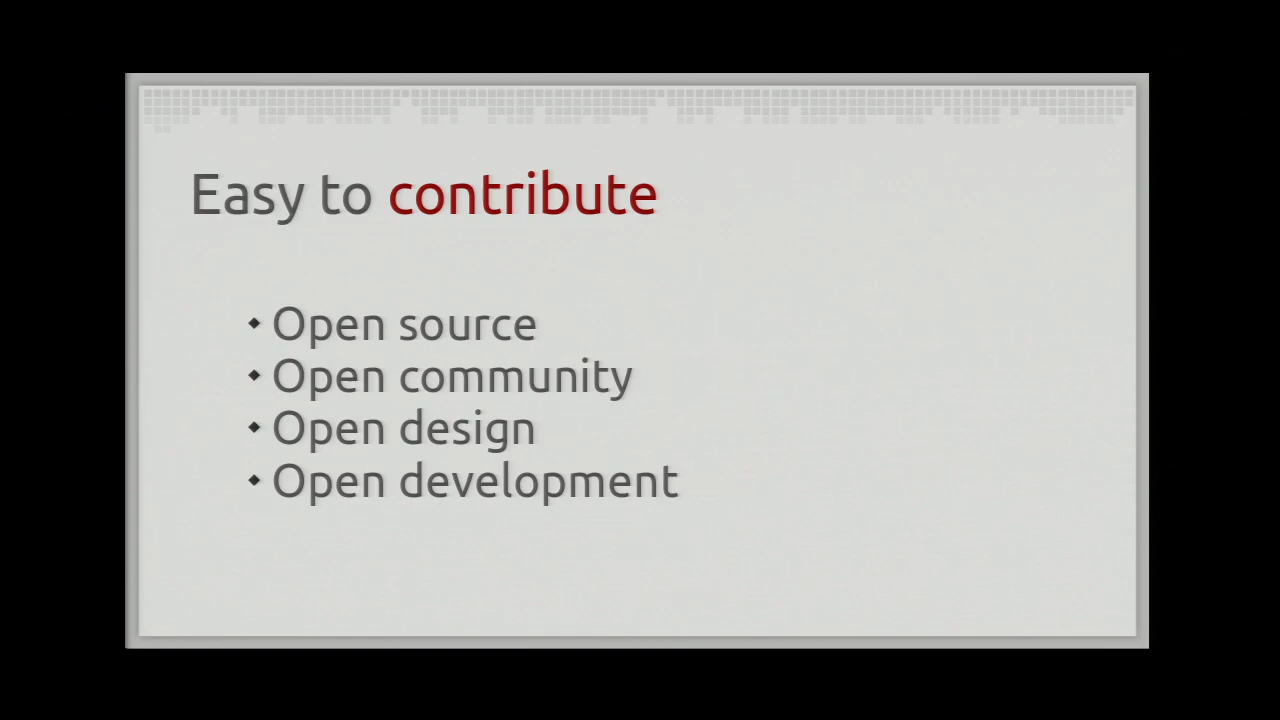 Easy to contribute
Open source
Open community
Open design
Open development